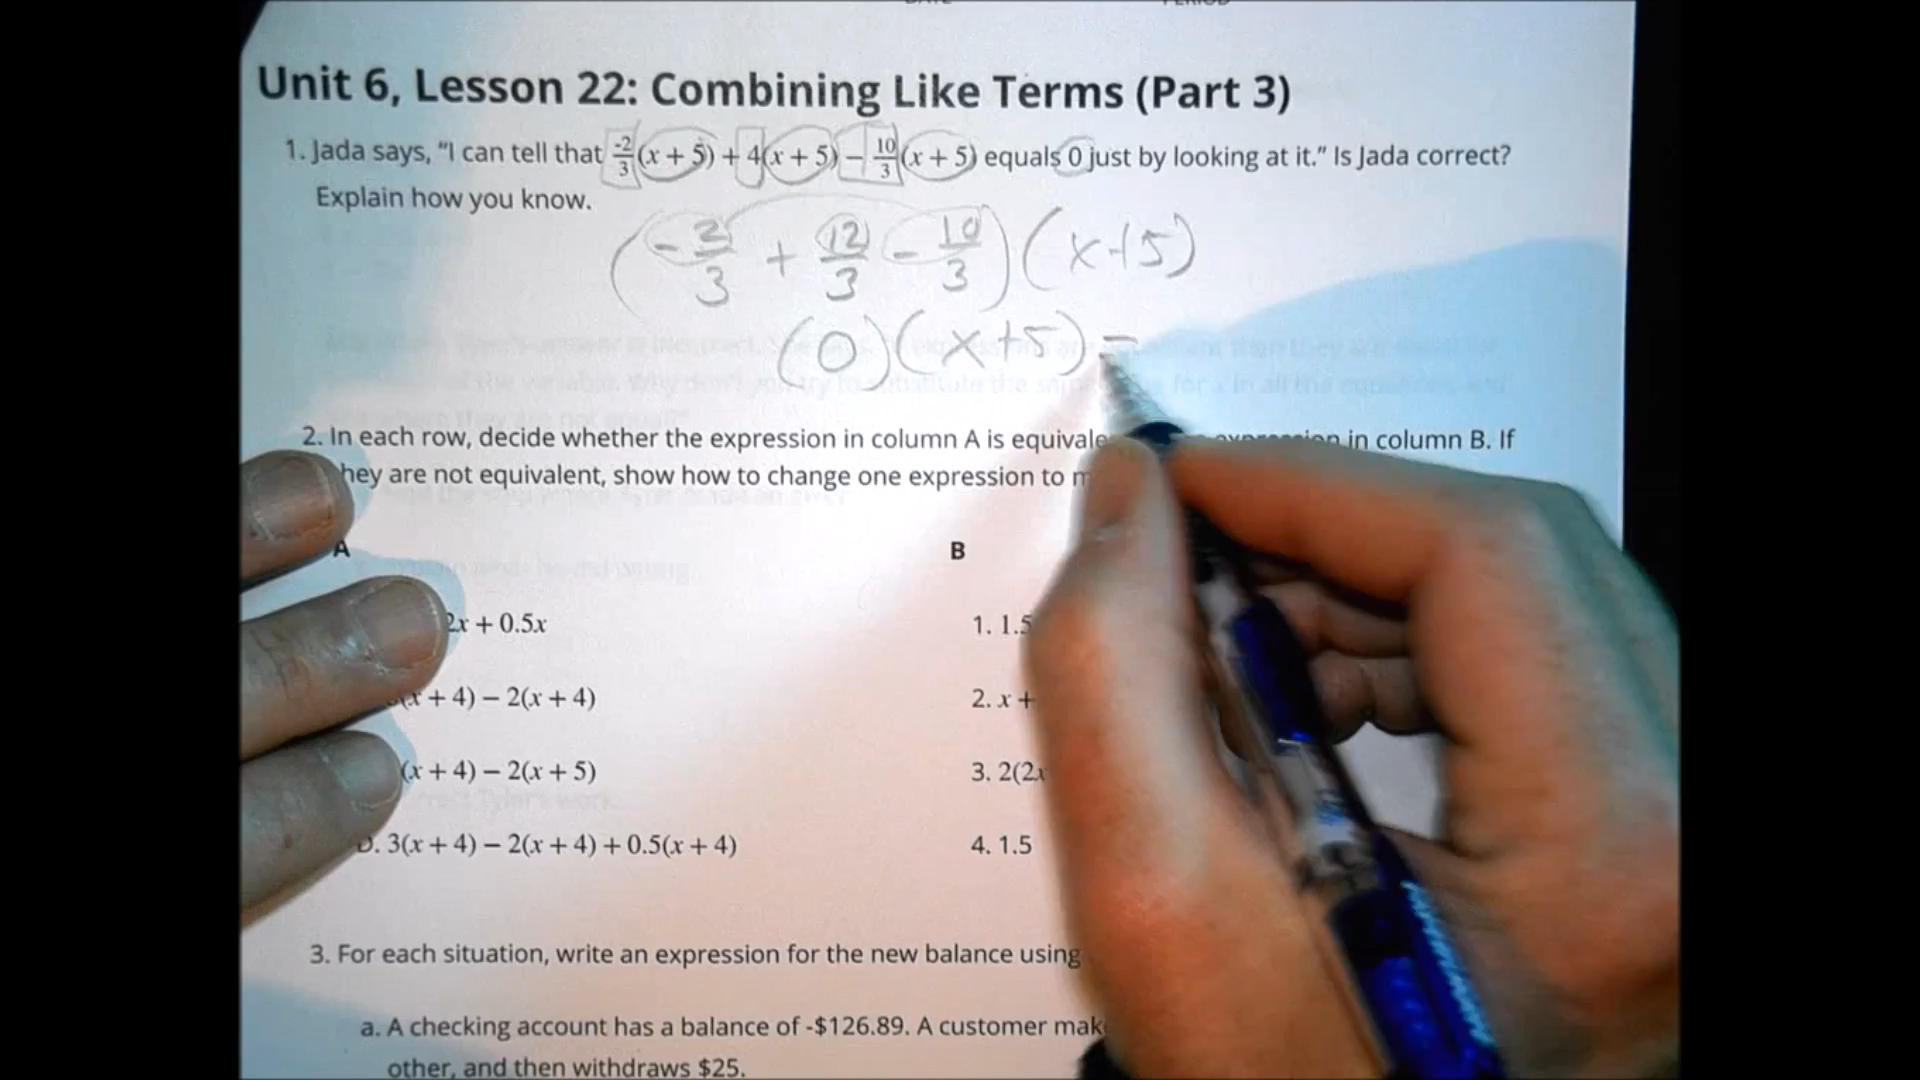 Unit 6, Lesson 22: Combining Like Terms (Part 3)
1. Jada says, "I can tell that -2/3(x + 5) + 4(x + 5) − 10/3(x + 5) equals 0 just by looking at it." Is Jada correct?
Explain how you know.
(-2/3 + 12/3 - 10/3)(x+5)
(0)(x+5) =
2. In each row, decide whether the expression in column A is equivale expression in column B. If
hey are not equivalent, show how to change one expression to m
A B
2x + 0.5x 1. 1.5
(x + 4) − 2(x + 4) 2. x +
(x + 4) − 2(x + 5) 3. 2(2x
D. 3(x + 4) − 2(x + 4) + 0.5(x + 4) 4. 1.5
3. For each situation, write an expression for the new balance using
a. A checking account has a balance of -$126.89. A customer mak
other, and then withdraws $25.